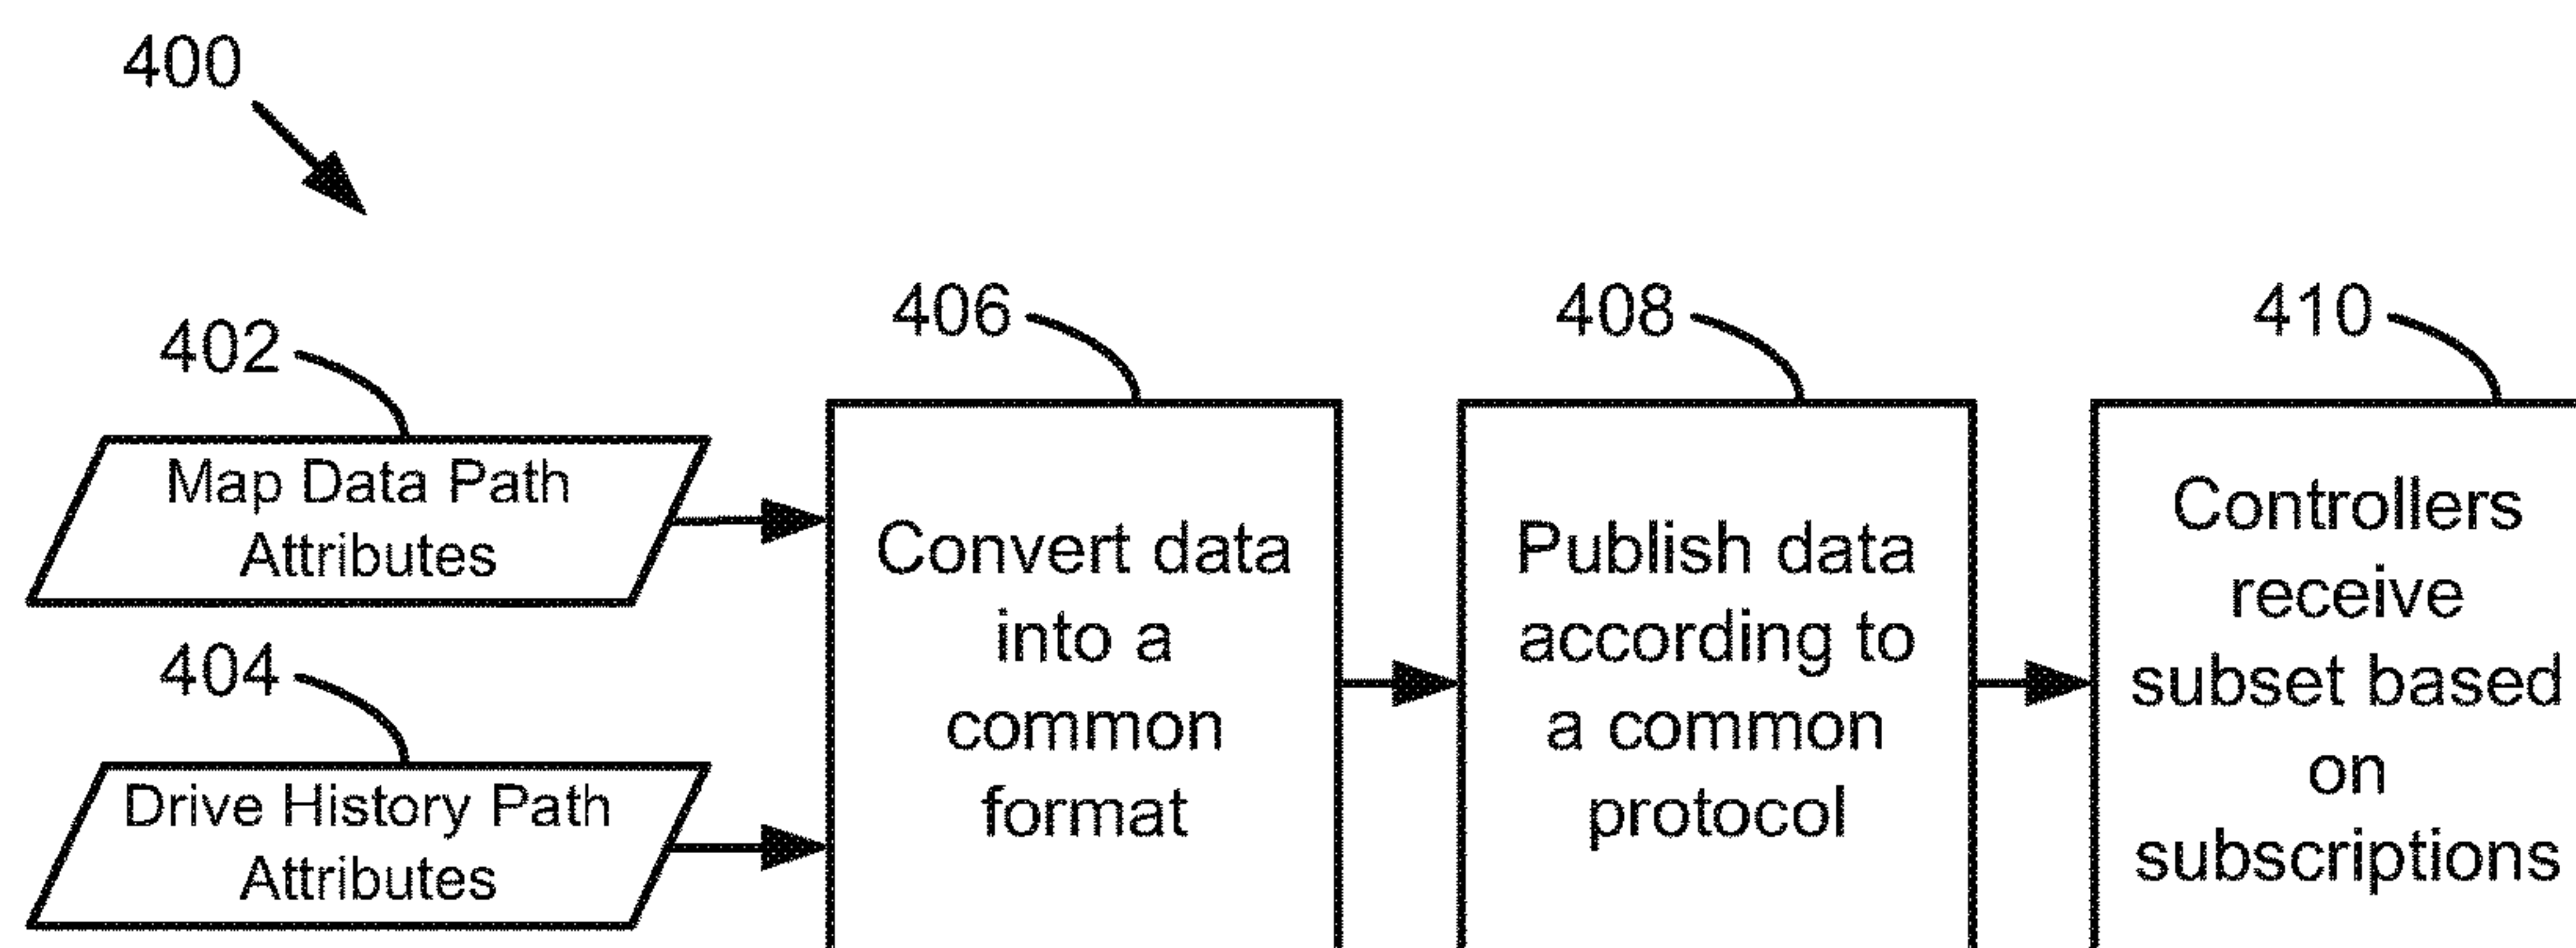 400
402
Map Data Path
Attributes
404
Drive History Path
Attributes
406
Convert data
into a
common
format
408
Publish data
according to
a common
protocol
410
Controllers
receive
subset based
on
subscriptions